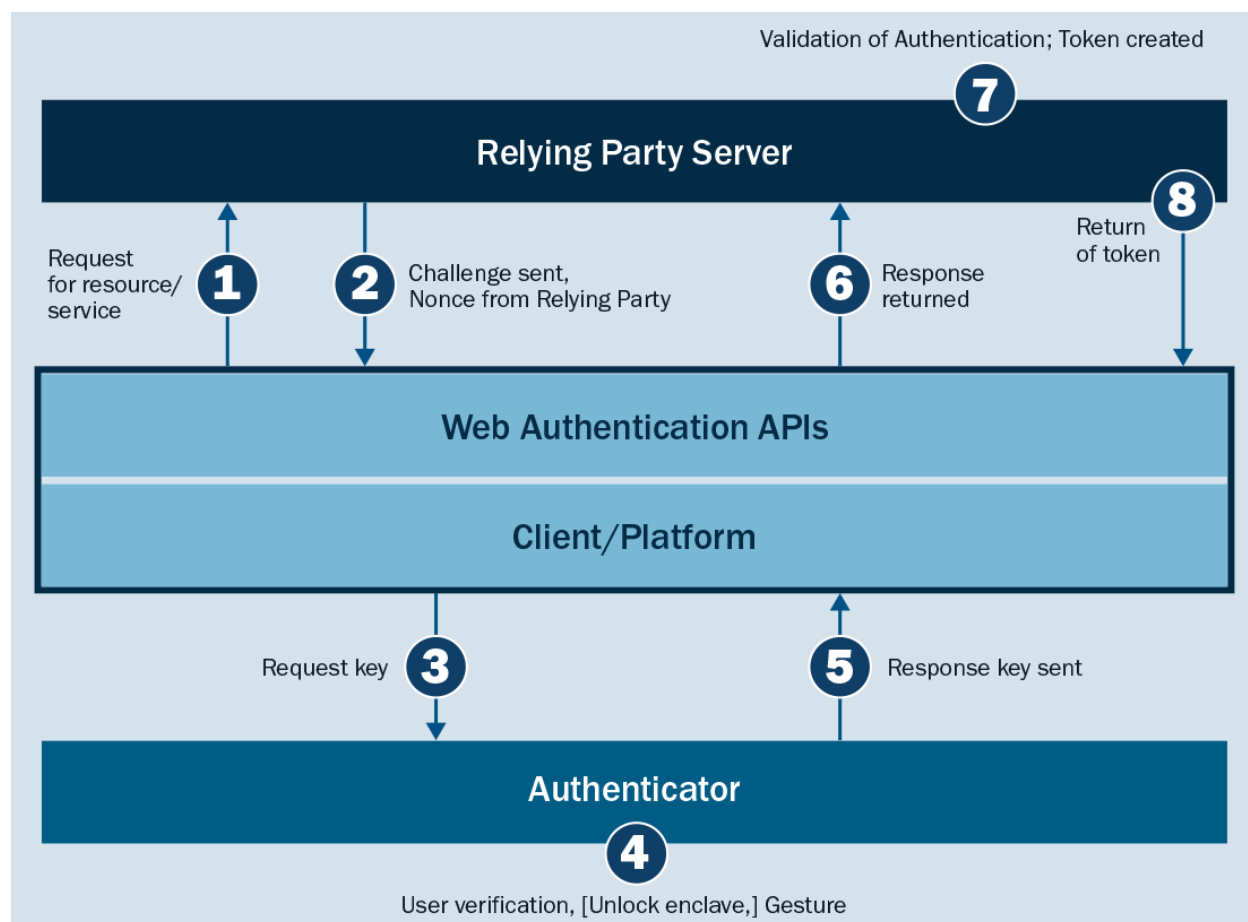 Validation of Authentication; Token created
7
Relying Party Server
8
Return
of token
Request
for resource/
service
1
2
Challenge sent,
Nonce from Relying Party
6
Response
returned
Web Authentication APIs
Client/Platform
Request key
3
5
Response key sent
Authenticator
4
User verification, [Unlock enclave,] Gesture